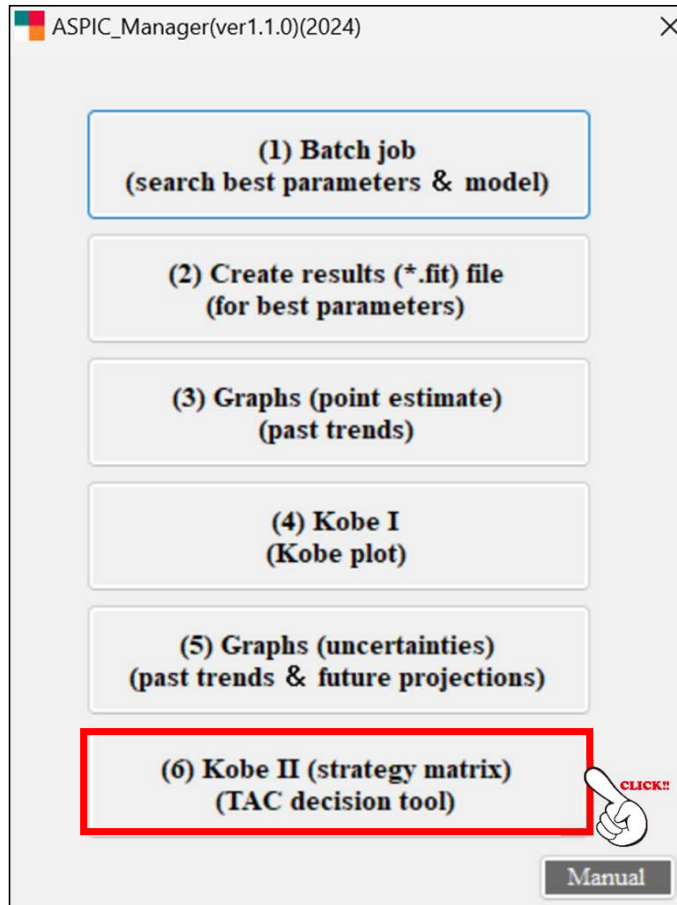 ASPIC_Manager(ver1.1.0)(2024)
(1) Batch job
(search best parameters & model)
(2) Create results (*.fit) file
(for best parameters)
(3) Graphs (point estimate)
(past trends)
(4) Kobe I
(Kobe plot)
(5) Graphs (uncertainties)
(past trends & future projections)
(6) Kobe II (strategy matrix)
(TAC decision tool)
CLICK!!
Manual